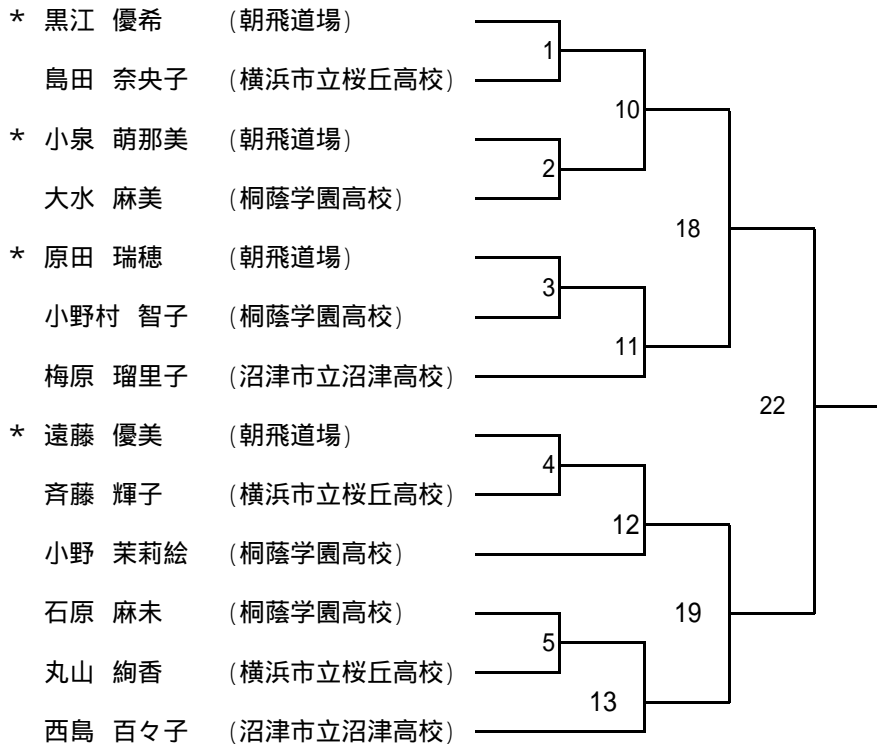 * 黒江 優希 (朝飛道場)
1
島田 奈央子 (横浜市立桜丘高校)
10
* 小泉 萌那美 (朝飛道場)
2
大水 麻美 (桐蔭学園高校)
18
* 原田 瑞穂 (朝飛道場)
3
小野村 智子 (桐蔭学園高校)
11
梅原 瑠里子 (沼津市立沼津高校)
22
* 遠藤 優美 (朝飛道場)
4
斉藤 輝子 (横浜市立桜丘高校)
12
小野 茉莉絵 (桐蔭学園高校)
石原 麻未 (桐蔭学園高校)
19
5
丸山 絢香 (横浜市立桜丘高校)
13
西島 百々子 (沼津市立沼津高校)